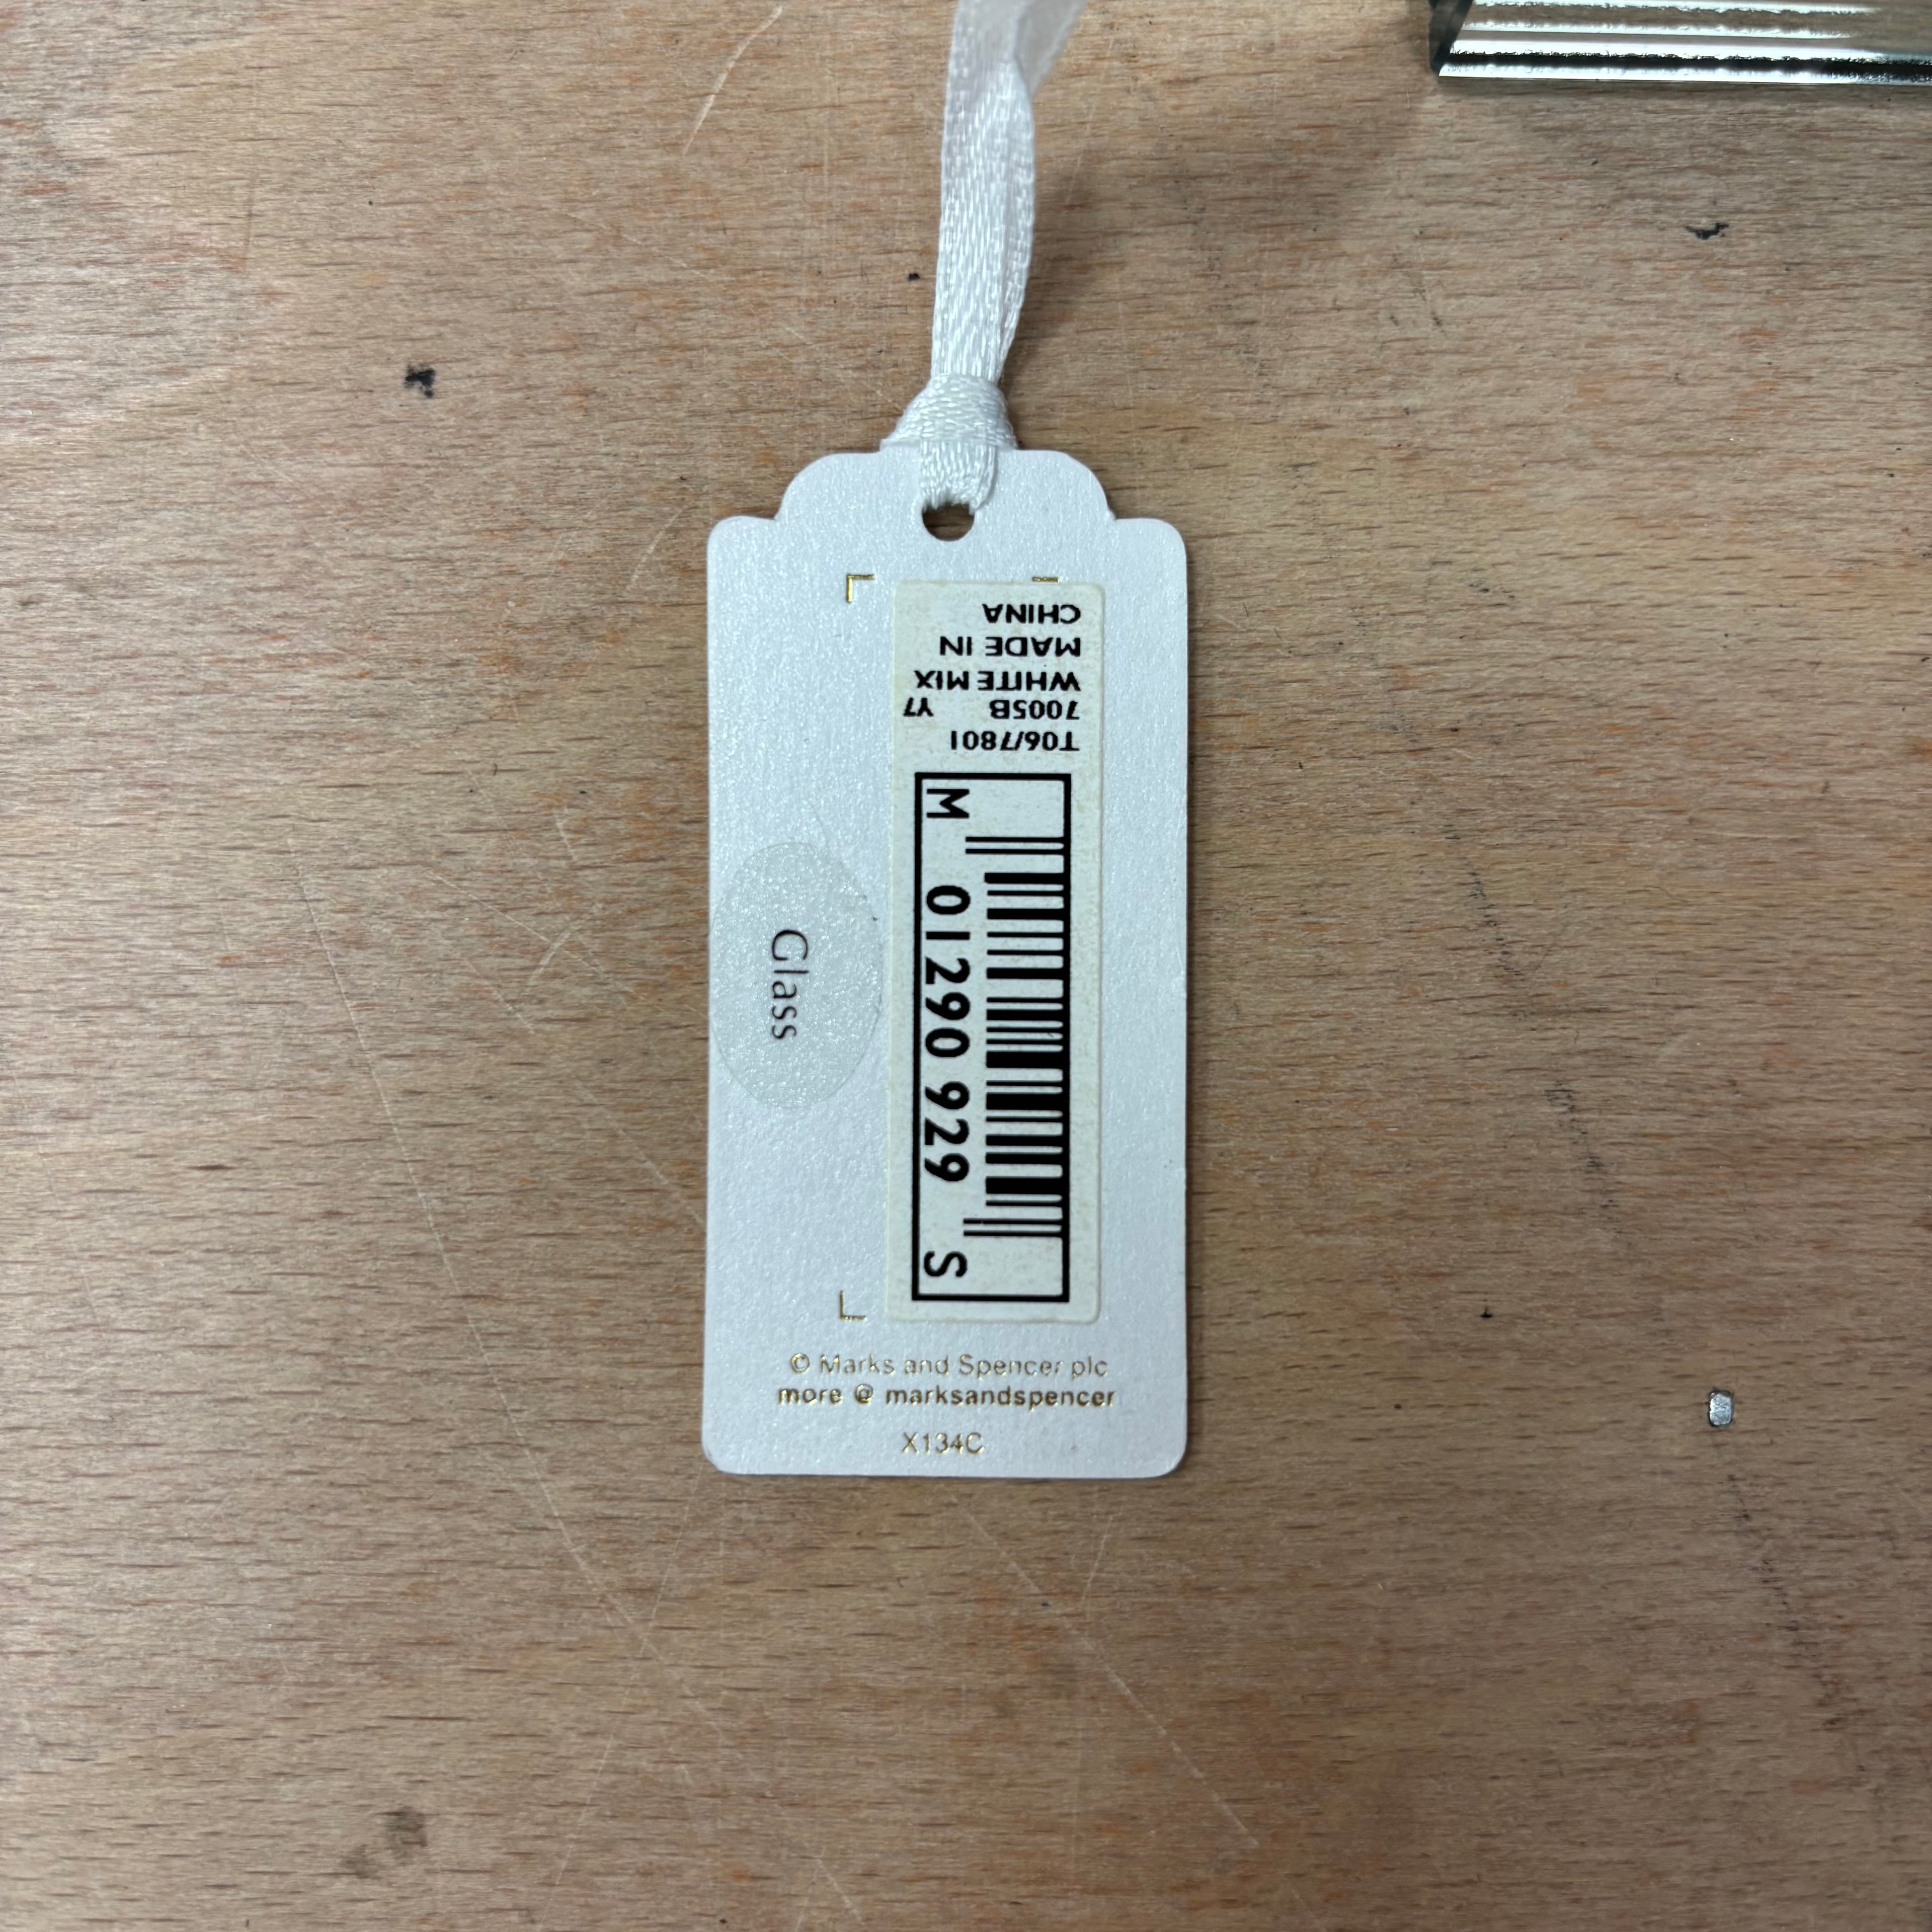 T06/7801
7005B Y7
WHITE MIX
MADE IN
CHINA
M 01290 929 S
Glass
© Marks and Spencer plc
more @ marksandspencer
X134C